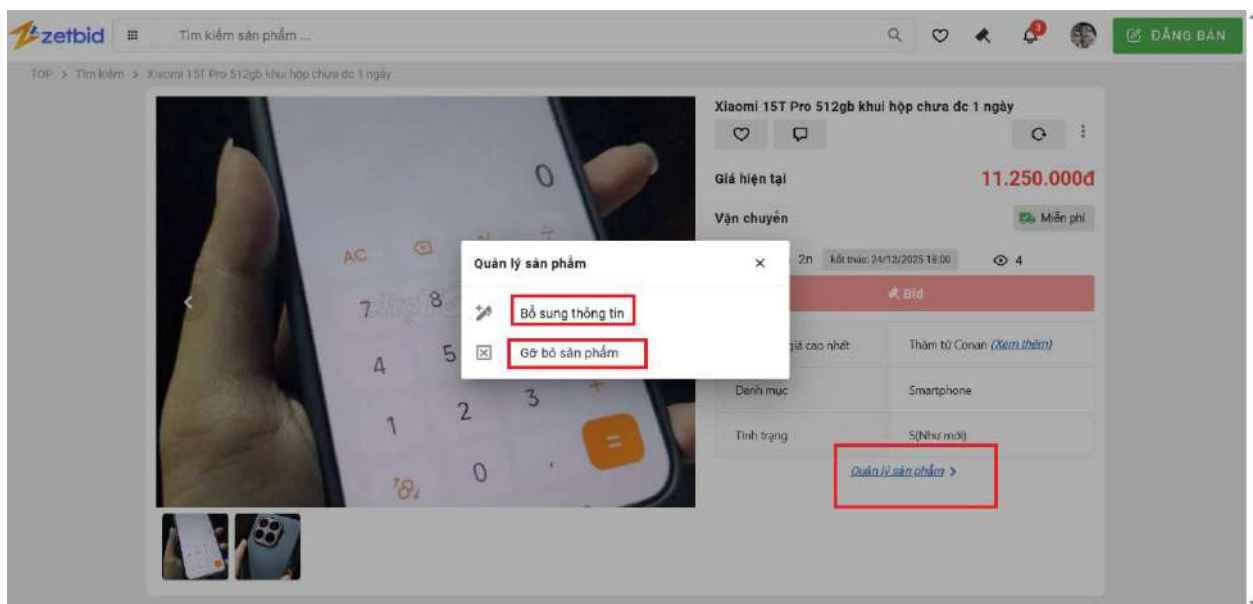 zetbid
Tìm kiếm sản phẩm ...
3
ĐĂNG BÁN
TOP > Tìm kiếm > Xiaomi 15T Pro 512gb khui hộp chưa đc 1 ngày
Xiaomi 15T Pro 512gb khui hộp chưa đc 1 ngày
Giá hiện tại 11.250.000đ
Vận chuyển Miễn phí
2n kết thúc: 24/12/2025 18:00 4
Bid
giá cao nhất Thám tử Conan (Xem thêm)
Danh mục Smartphone
Tình trạng S(Như mới)
Quản lý sản phẩm >
Quản lý sản phẩm ×
Bổ sung thông tin
Gỡ bỏ sản phẩm
0
AC
7 8
4 5
1 2 3
0 ,
=